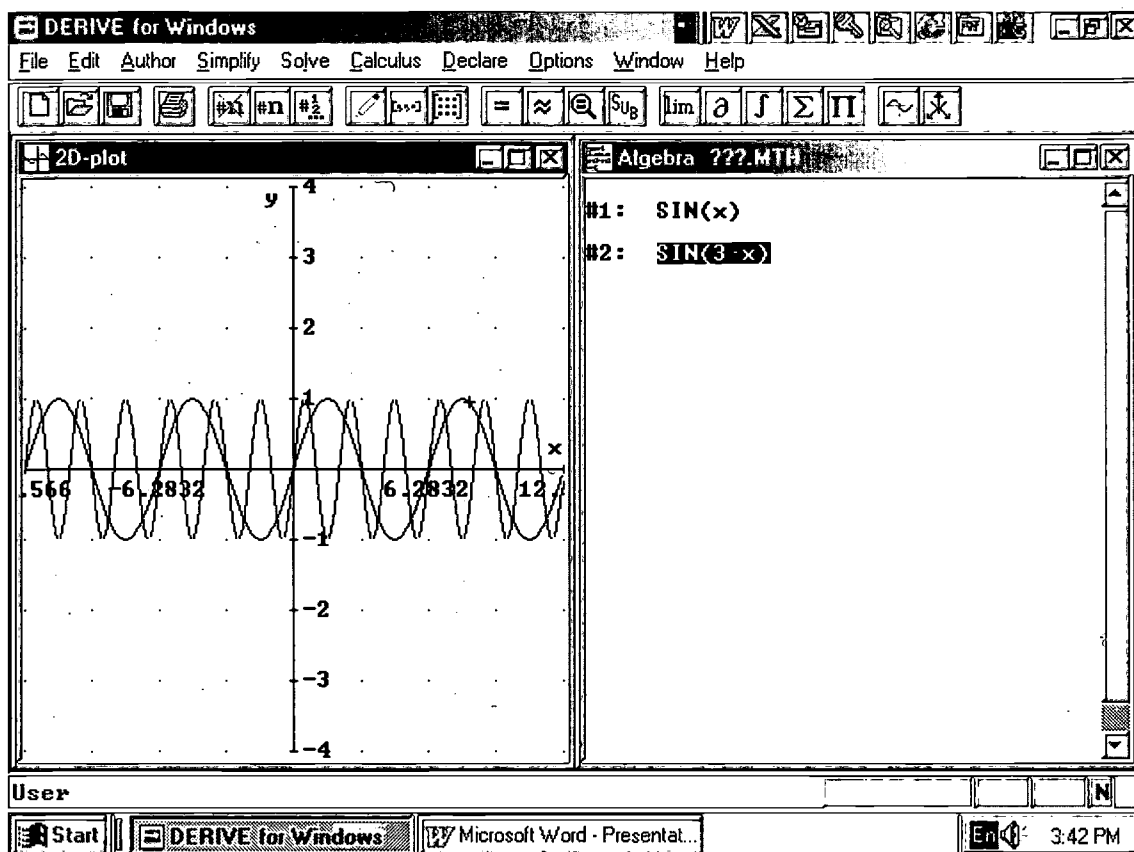 DERIVE for Windows
File Edit Author Simplify Solve Calculus Declare Options Window Help
= ≈ SUB lim ∂ ∫ Σ Π
2D-plot
Algebra ???.MTH
y
4
3
2
1
x
.566 -6.2832 6.2832 12.
-1
-2
-3
-4
#1: SIN(x)
#2: SIN(3·x)
User
N
Start DERIVE for Windows Microsoft Word - Presentat... En 3:42 PM